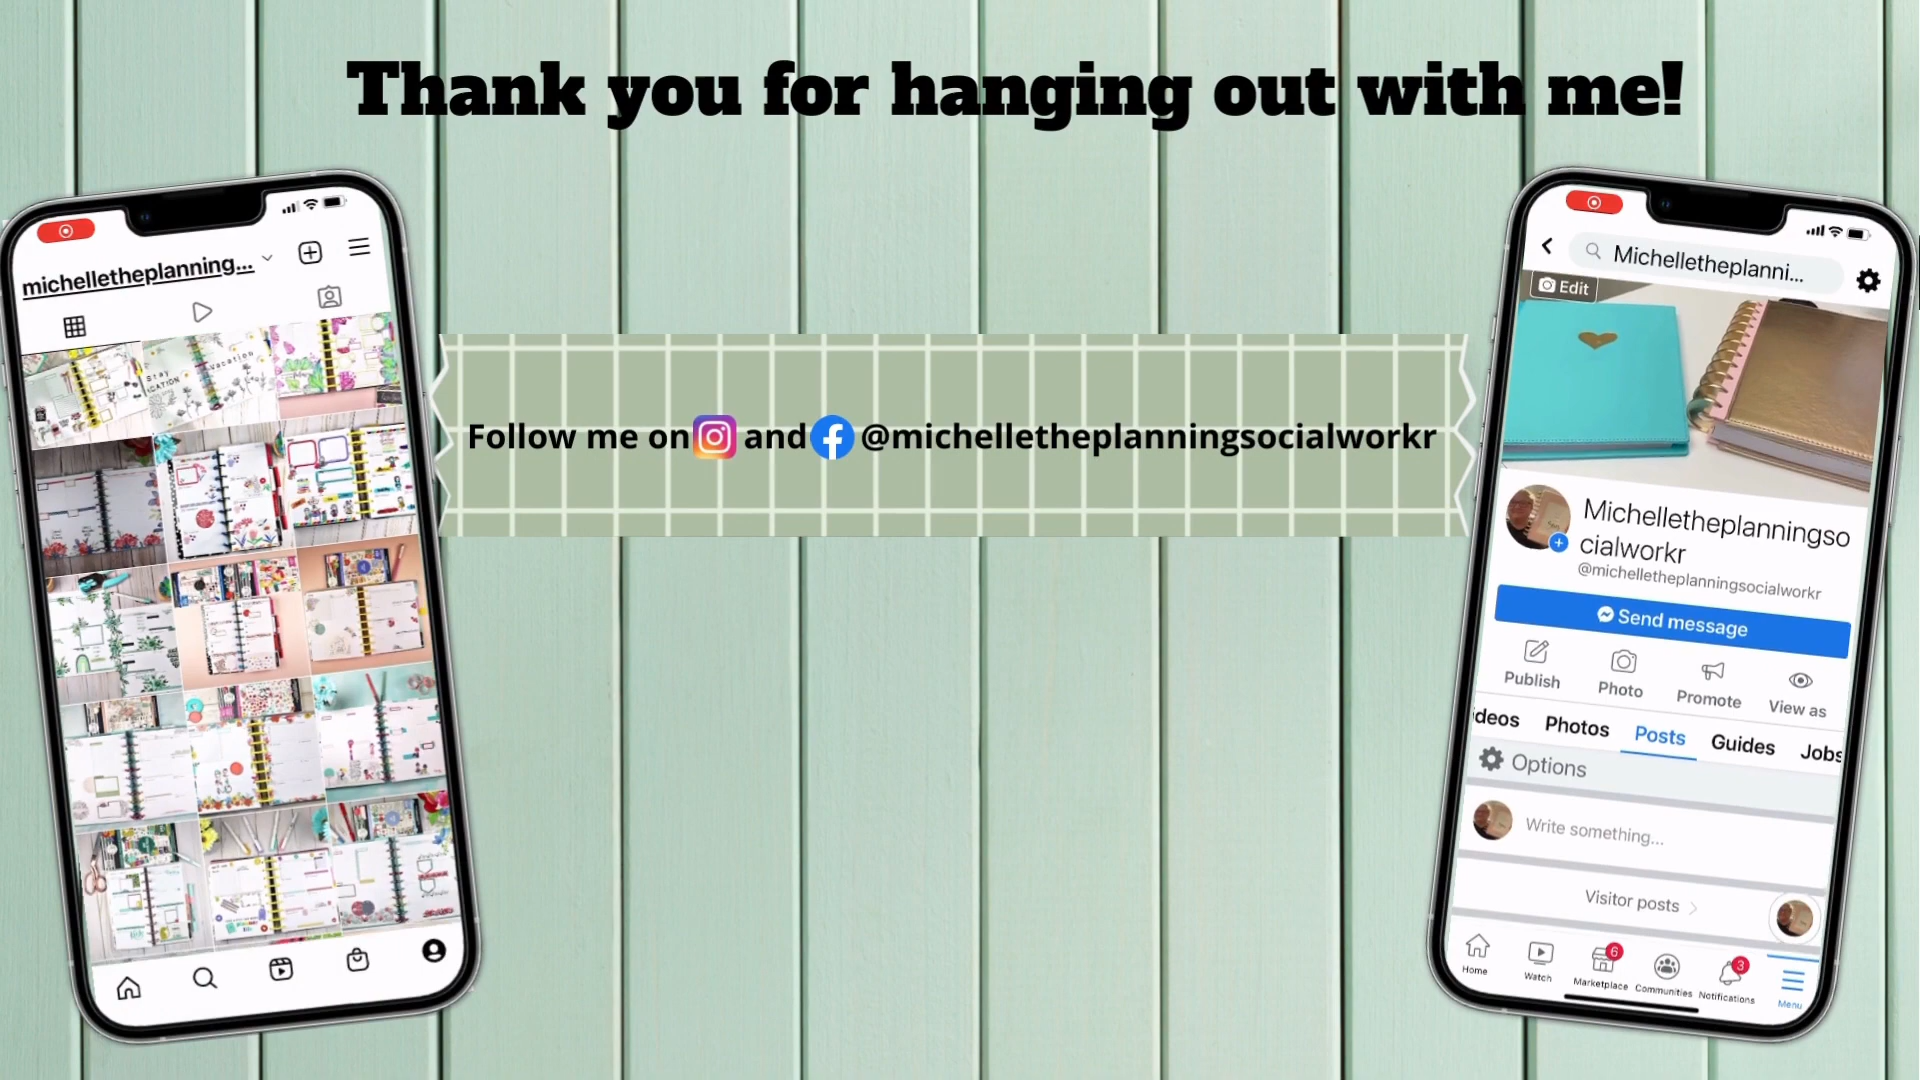 Thank you for hanging out with me!
michelletheplanning...
Stay
Vacation
Follow me on and @michelletheplanningsocialworkr
Michelletheplanni...
Edit
Michelletheplanningso
cialworkr
@michelletheplanningsocialworkr
Send message
Publish Photo Promote View as
ideos Photos Posts Guides Jobs
Options
Write something...
Visitor posts
6 3
Home Watch Marketplace Communities Notifications Menu